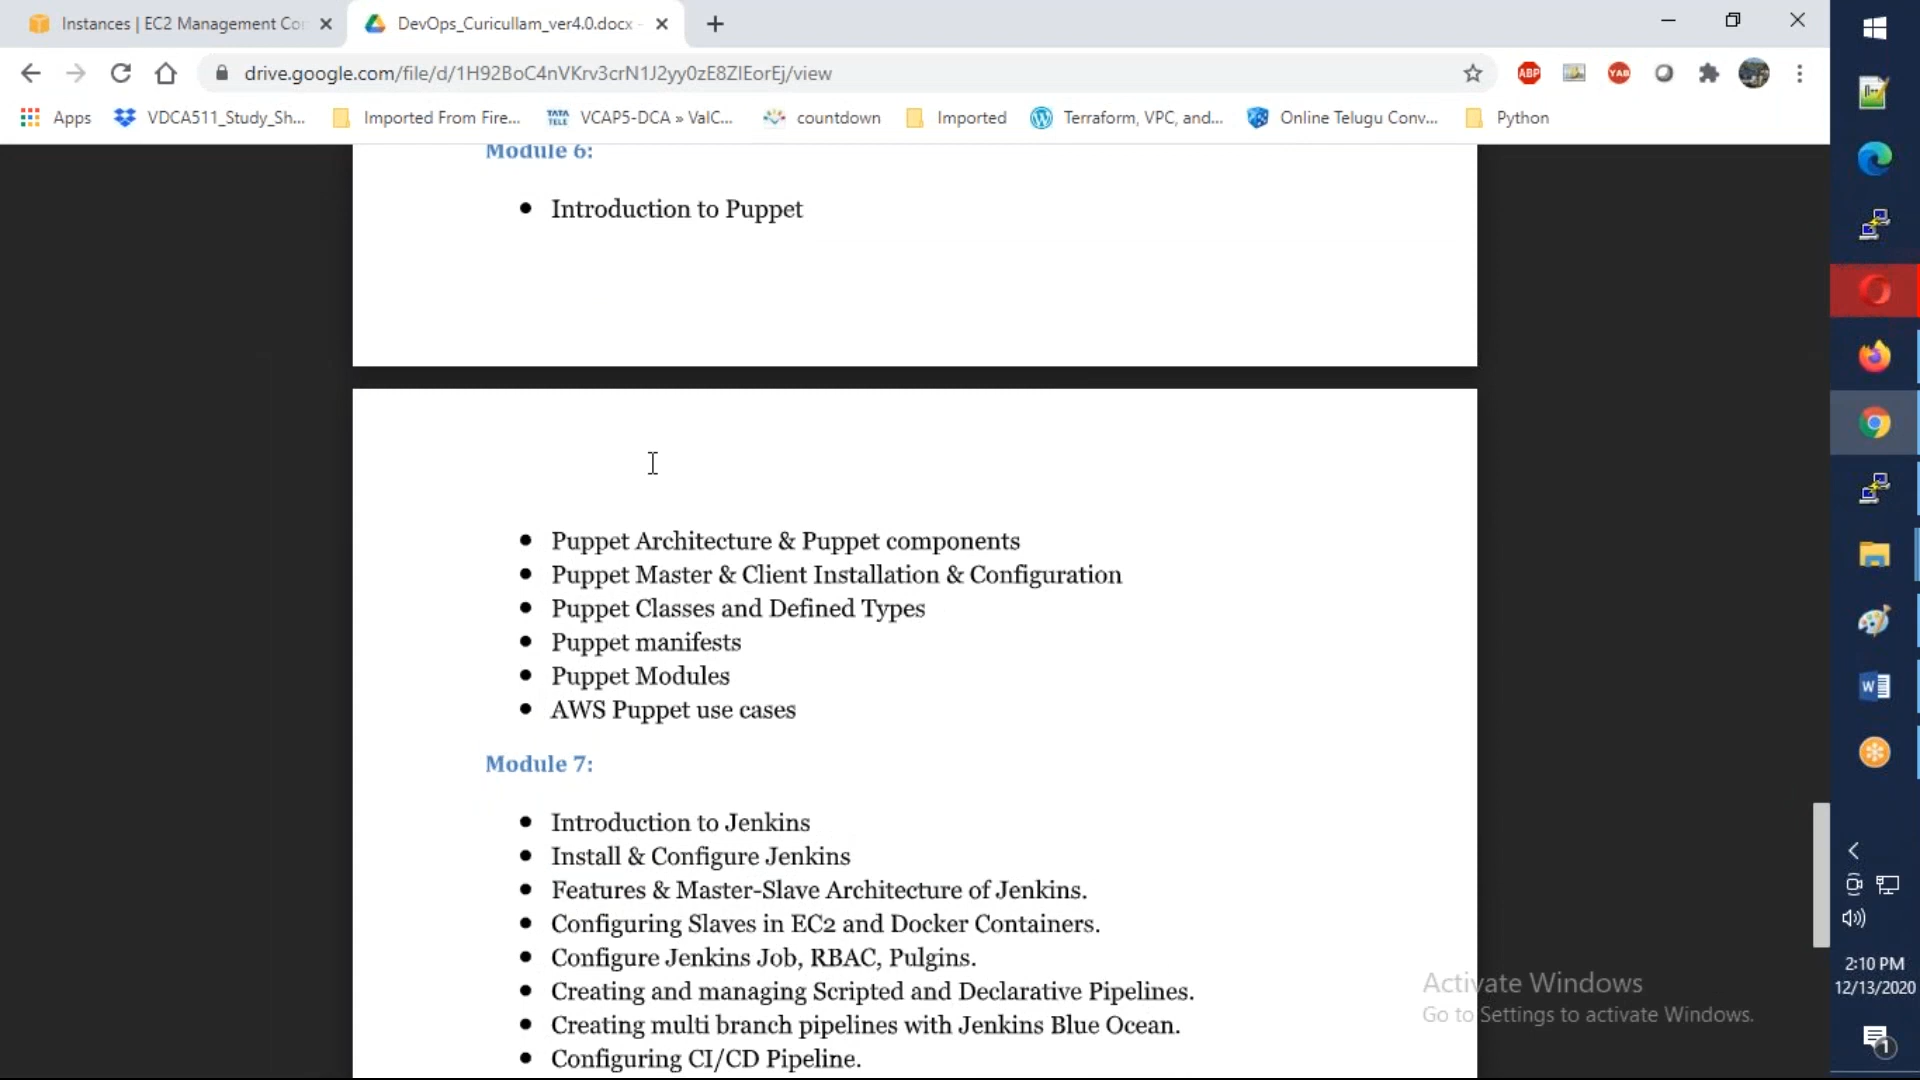 Instances | EC2 Management Co
DevOps_Curicullam_ver4.0.docx -
drive.google.com/file/d/1H92BoC4nVKrv3crN1J2yy0zE8ZIEorEj/view
ABP
YAB
Apps
VDCA511_Study_Sh...
Imported From Fire...
TATA
TELE
VCAP5-DCA » ValC...
countdown
Imported
Terraform, VPC, and...
Online Telugu Conv...
Python
Module 6:
• Introduction to Puppet
• Puppet Architecture & Puppet components
• Puppet Master & Client Installation & Configuration
• Puppet Classes and Defined Types
• Puppet manifests
• Puppet Modules
• AWS Puppet use cases
Module 7:
• Introduction to Jenkins
• Install & Configure Jenkins
• Features & Master-Slave Architecture of Jenkins.
• Configuring Slaves in EC2 and Docker Containers.
• Configure Jenkins Job, RBAC, Pulgins.
• Creating and managing Scripted and Declarative Pipelines.
• Creating multi branch pipelines with Jenkins Blue Ocean.
• Configuring CI/CD Pipeline.
Activate Windows
Go to Settings to activate Windows.
2:10 PM
12/13/2020
1